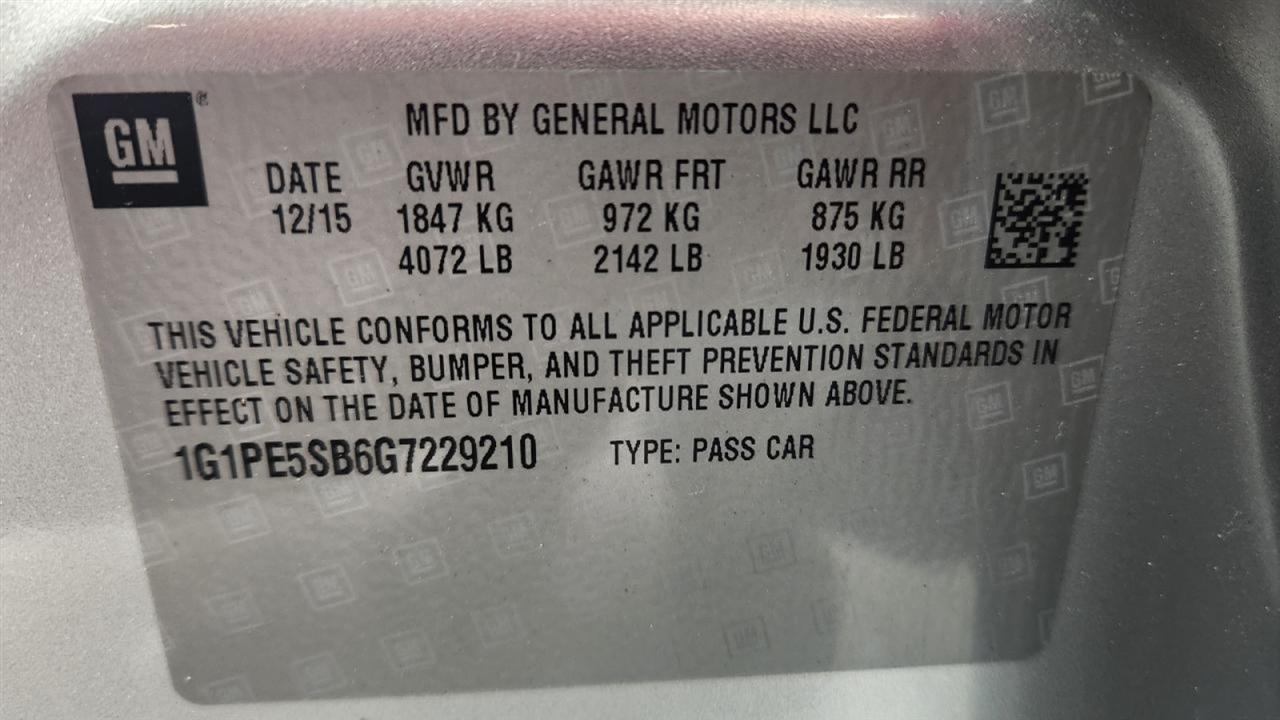 GM
MFD BY GENERAL MOTORS LLC
DATE GVWR GAWR FRT GAWR RR
12/15 1847 KG 972 KG 875 KG
4072 LB 2142 LB 1930 LB
THIS VEHICLE CONFORMS TO ALL APPLICABLE U.S. FEDERAL MOTOR
VEHICLE SAFETY, BUMPER, AND THEFT PREVENTION STANDARDS IN
EFFECT ON THE DATE OF MANUFACTURE SHOWN ABOVE.
1G1PE5SB6G7229210 TYPE: PASS CAR